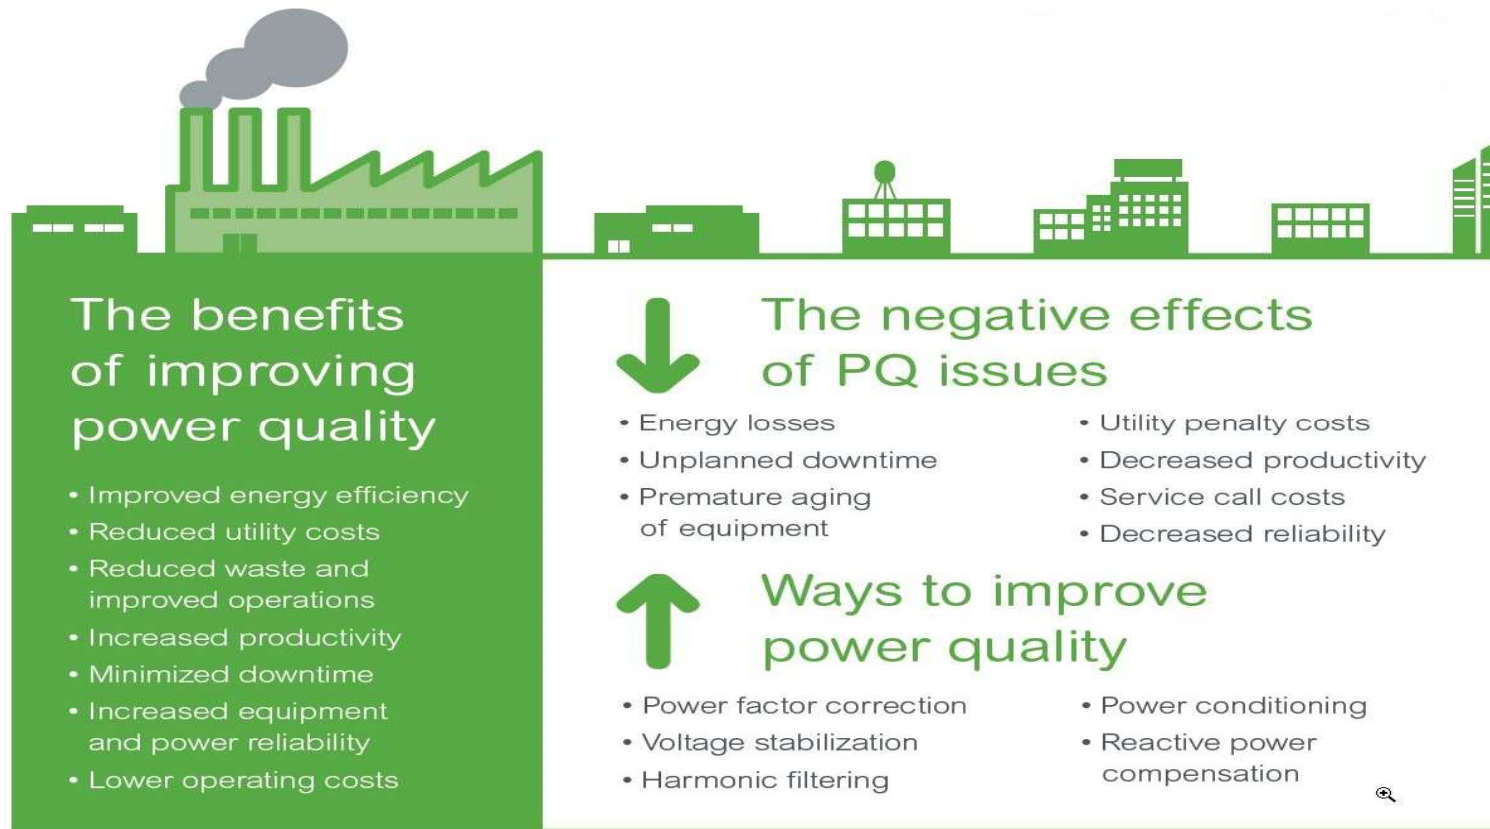 The benefits
of improving
power quality
• Improved energy efficiency
• Reduced utility costs
• Reduced waste and
improved operations
• Increased productivity
• Minimized downtime
• Increased equipment
and power reliability
• Lower operating costs
The negative effects
of PQ issues
• Energy losses
• Unplanned downtime
• Premature aging
of equipment
• Utility penalty costs
• Decreased productivity
• Service call costs
• Decreased reliability
Ways to improve
power quality
• Power factor correction
• Voltage stabilization
• Harmonic filtering
• Power conditioning
• Reactive power
compensation